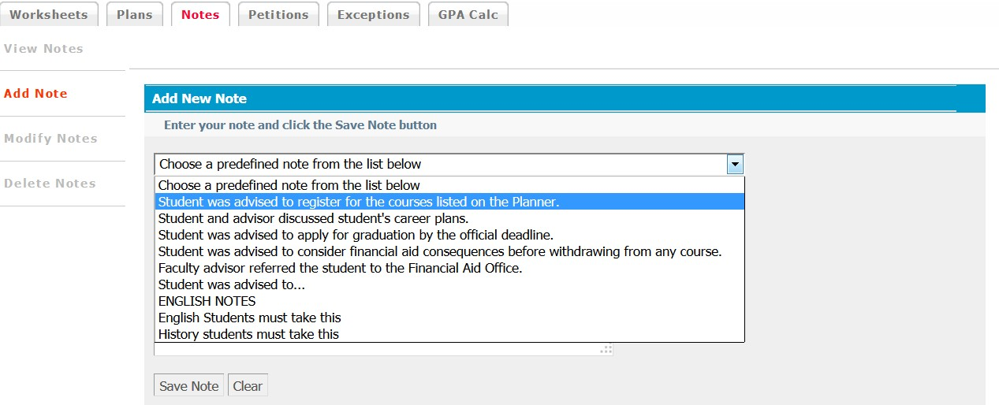 Worksheets Plans Notes Petitions Exceptions GPA Calc
View Notes
Add Note
Modify Notes
Delete Notes
Add New Note
Enter your note and click the Save Note button
Choose a predefined note from the list below
Choose a predefined note from the list below
Student was advised to register for the courses listed on the Planner.
Student and advisor discussed student's career plans.
Student was advised to apply for graduation by the official deadline.
Student was advised to consider financial aid consequences before withdrawing from any course.
Faculty advisor referred the student to the Financial Aid Office.
Student was advised to...
ENGLISH NOTES
English Students must take this
History students must take this
Save Note Clear